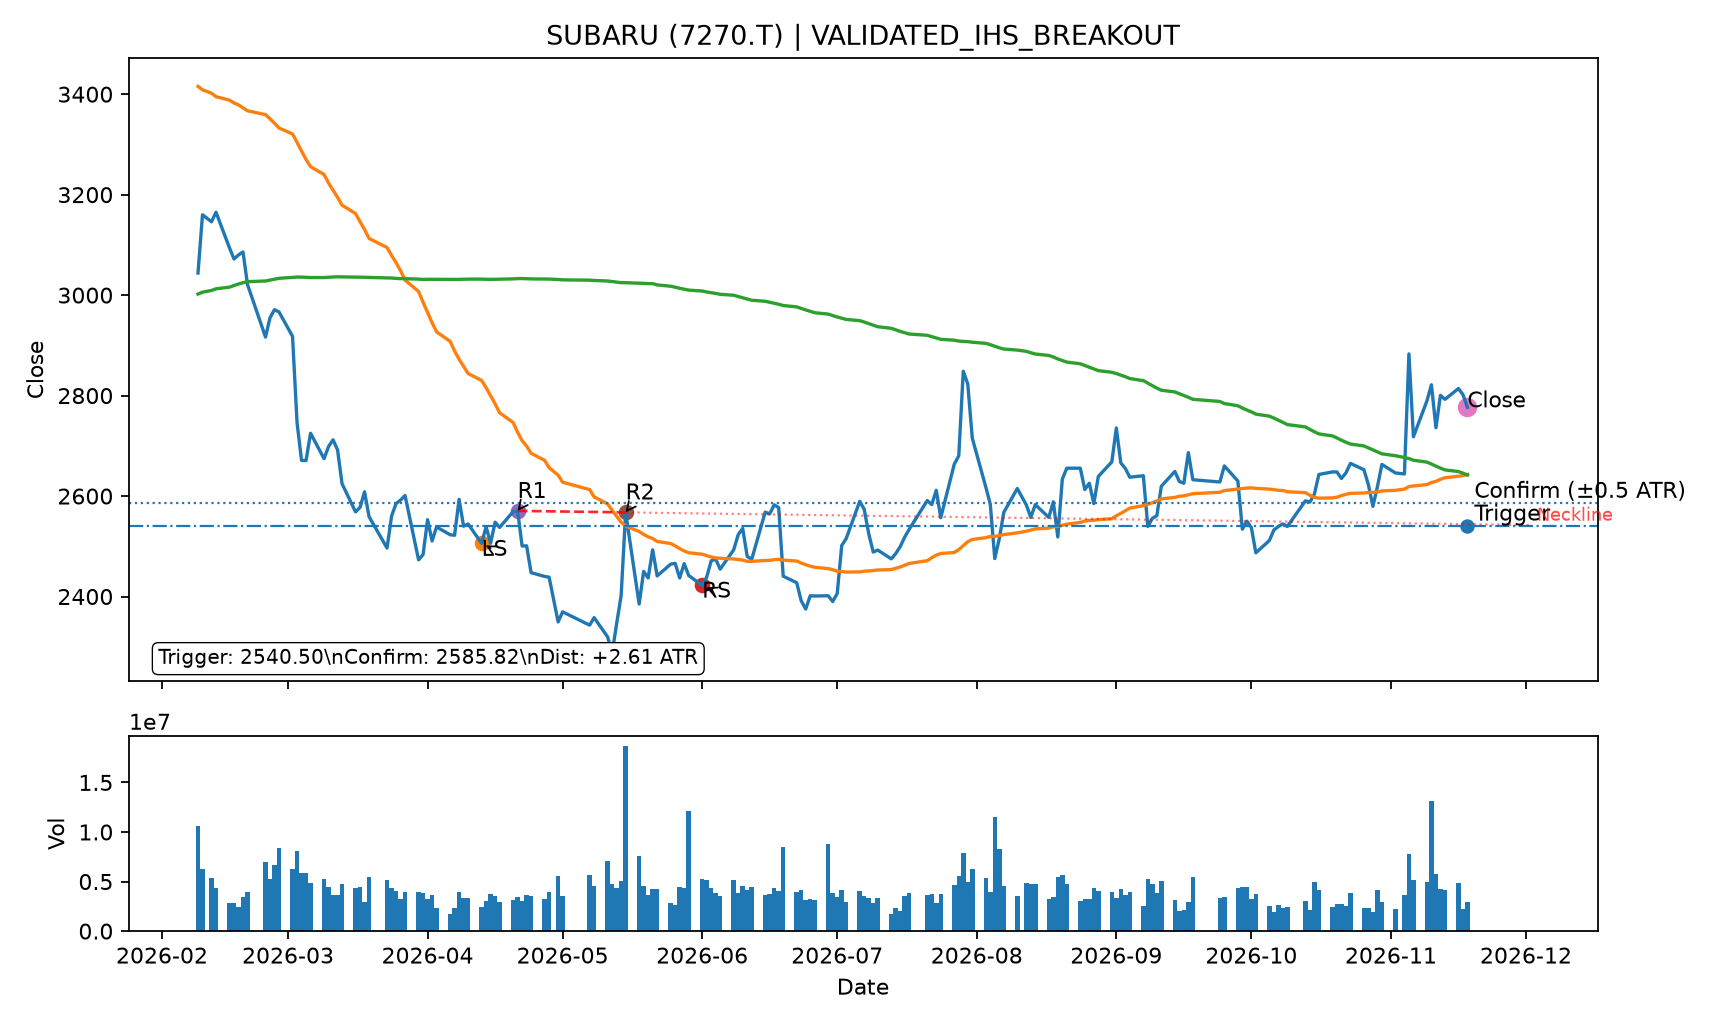 SUBARU (7270.T) | VALIDATED_IHS_BREAKOUT
Close
3400
3200
3000
2800
2600
2400
R1
R2
LS
RS
Close
Confirm (±0.5 ATR)
Trigger
Neckline
Trigger: 2540.50\nConfirm: 2585.82\nDist: +2.61 ATR
1e7
Vol
1.5
1.0
0.5
0.0
2026-02 2026-03 2026-04 2026-05 2026-06 2026-07 2026-08 2026-09 2026-10 2026-11 2026-12
Date